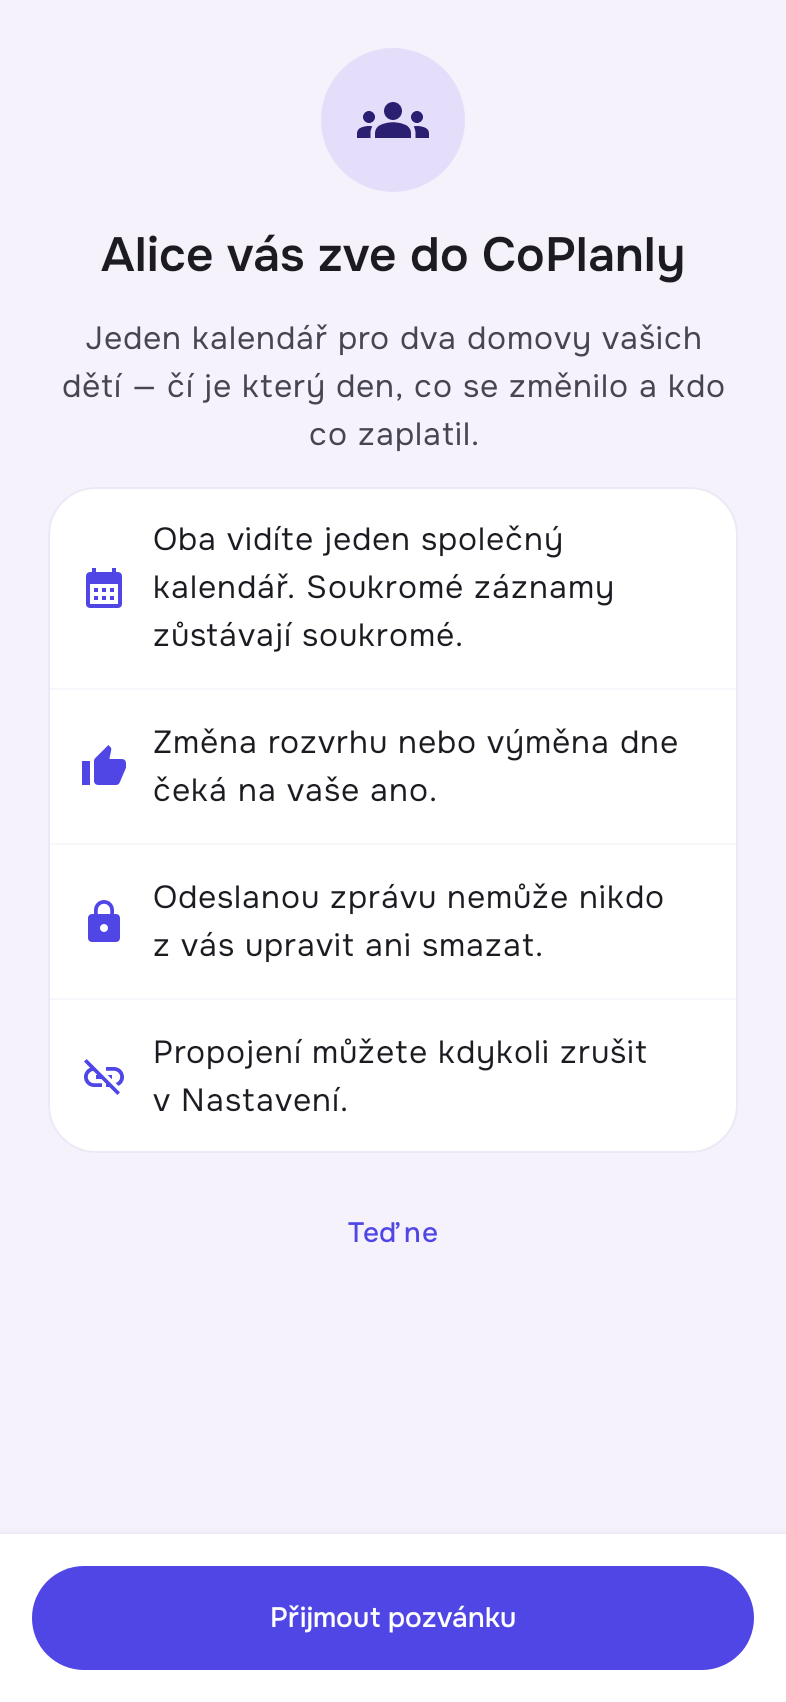 Alice vás zve do CoPlanly
Jeden kalendář pro dva domovy vašich
dětí – čí je který den, co se změnilo a kdo
co zaplatil.
Oba vidíte jeden společný
kalendář. Soukromé záznamy
zůstávají soukromé.
Změna rozvrhu nebo výměna dne
čeká na vaše ano.
Odeslanou zprávu nemůže nikdo
z vás upravit ani smazat.
Propojení můžete kdykoli zrušit
v Nastavení.
Teď ne
Přijmout pozvánku